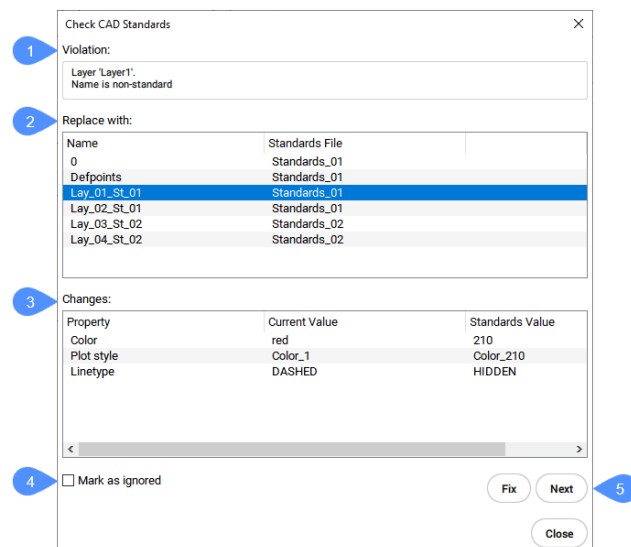 Check CAD Standards
1 Violation:
Layer 'Layer1'.
Name is non-standard
2 Replace with:
Name Standards File
0 Standards_01
Defpoints Standards_01
Lay_01_St_01 Standards_01
Lay_02_St_01 Standards_01
Lay_03_St_02 Standards_02
Lay_04_St_02 Standards_02
3 Changes:
Property Current Value Standards Value
Color red 210
Plot style Color_1 Color_210
Linetype DASHED HIDDEN
4 Mark as ignored
Fix Next 5
Close